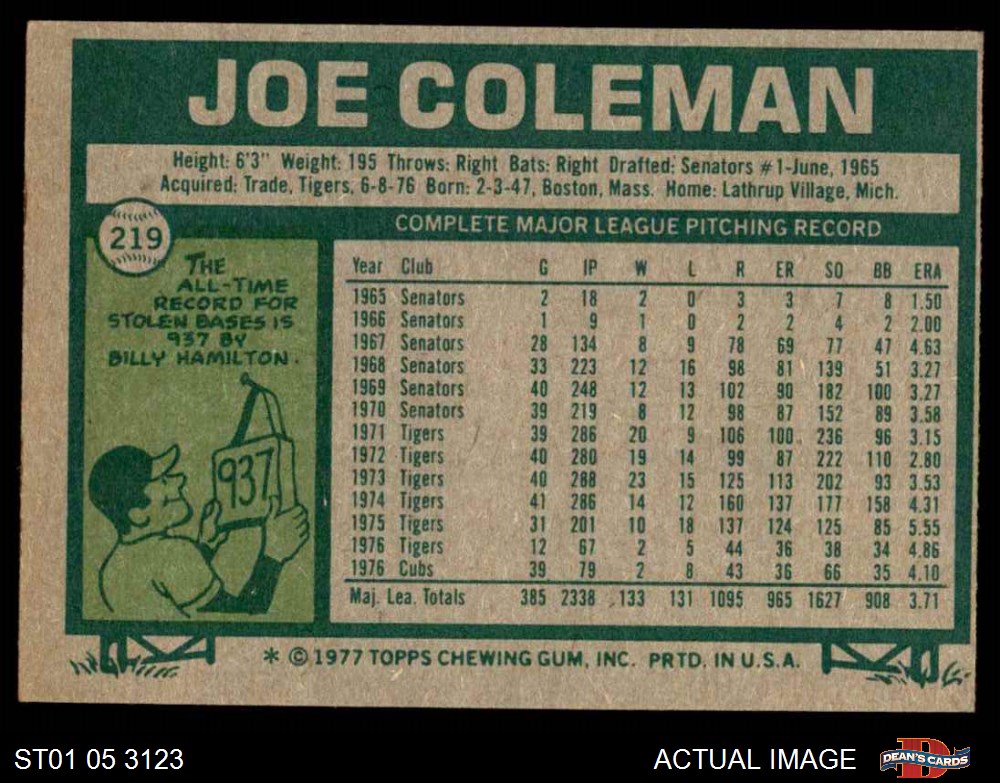 JOE COLEMAN
Height: 6'3" Weight: 195 Throws: Right Bats: Right Drafted: Senators #1-June, 1965
Acquired: Trade, Tigers, 6-8-76 Born: 2-3-47, Boston, Mass. Home: Lathrup Village, Mich.
219
THE
ALL-TIME
RECORD FOR
STOLEN BASES IS
937 BY
BILLY HAMILTON.
937
COMPLETE MAJOR LEAGUE PITCHING RECORD
Year Club G IP W L R ER SO BB ERA
1965 Senators 2 18 2 0 3 3 7 8 1.50
1966 Senators 1 9 1 0 2 2 4 2 2.00
1967 Senators 28 134 8 9 78 69 77 47 4.63
1968 Senators 33 223 12 16 98 81 139 51 3.27
1969 Senators 40 248 12 13 102 90 182 100 3.27
1970 Senators 39 219 8 12 98 87 152 89 3.58
1971 Tigers 39 286 20 9 106 100 236 96 3.15
1972 Tigers 40 280 19 14 99 87 222 110 2.80
1973 Tigers 40 288 23 15 125 113 202 93 3.53
1974 Tigers 41 286 14 12 160 137 177 158 4.31
1975 Tigers 31 201 10 18 137 124 125 85 5.55
1976 Tigers 12 67 2 5 44 36 38 34 4.86
1976 Cubs 39 79 2 8 43 36 66 35 4.10
Maj. Lea. Totals 385 2338 133 131 1095 965 1627 908 3.71
* © 1977 TOPPS CHEWING GUM, INC. PRTD. IN U.S.A.
ST01 05 3123
ACTUAL IMAGE
DEAN'S CARDS